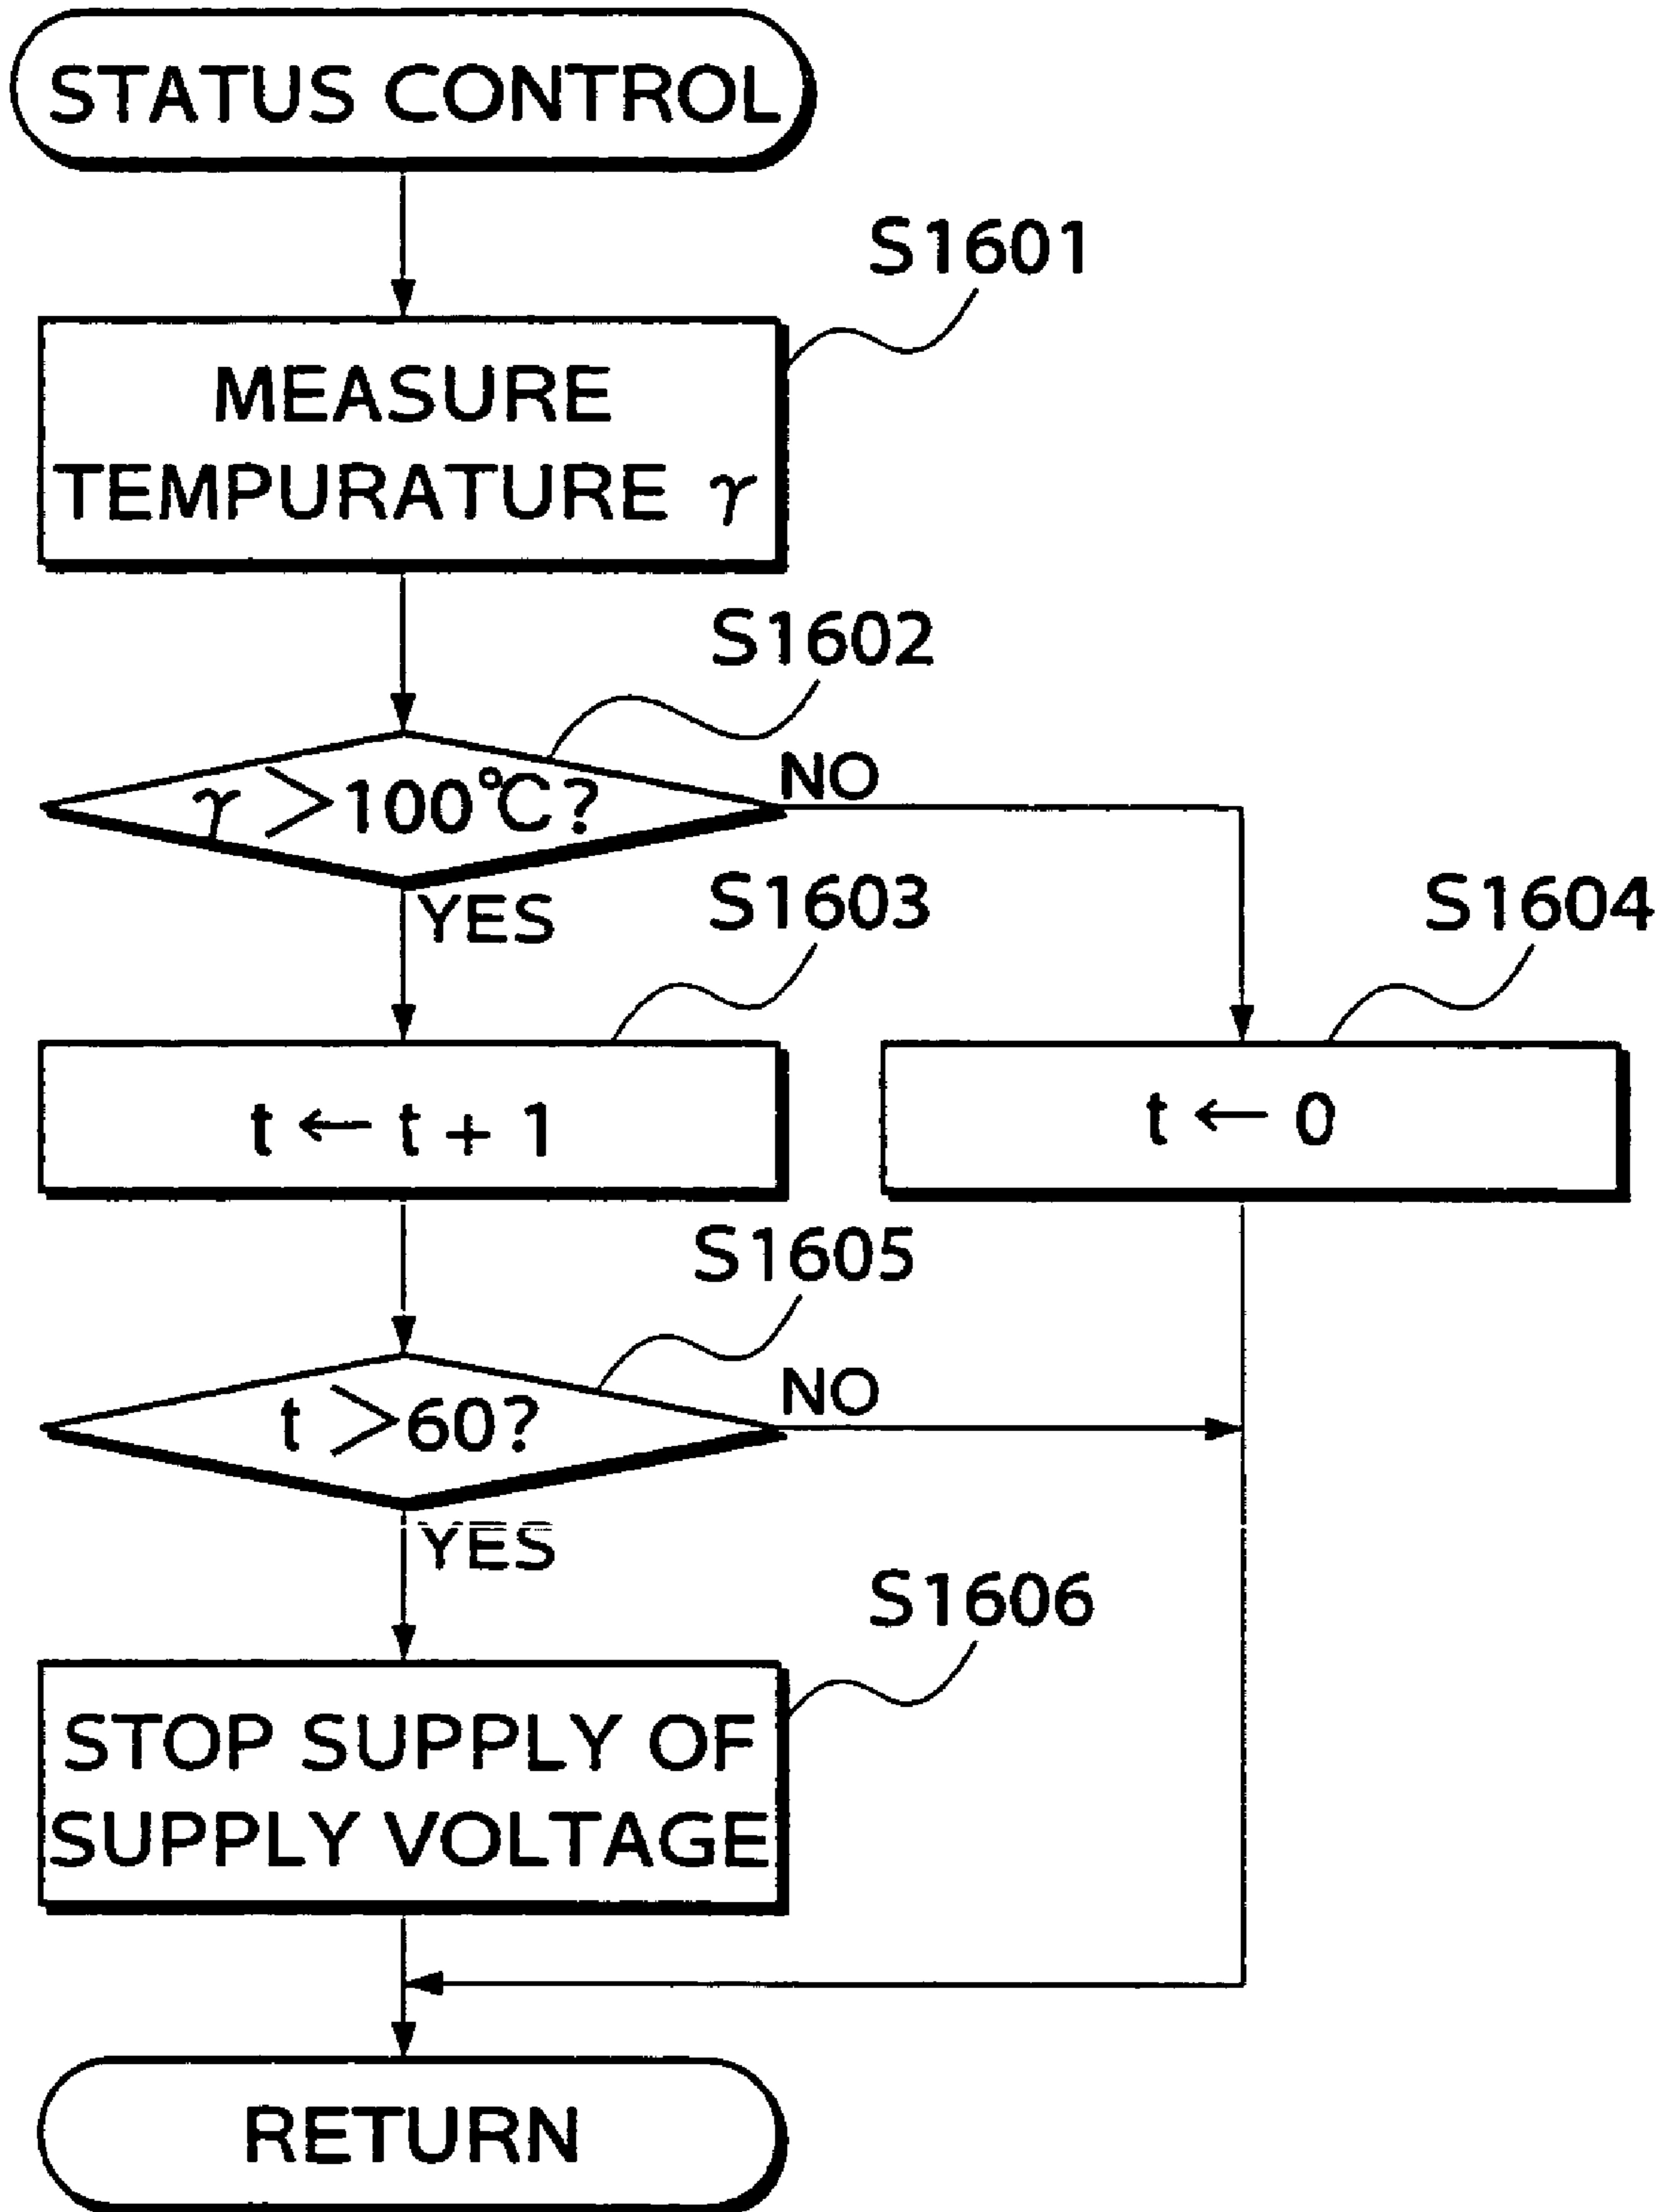 STATUS CONTROL
S1601
MEASURE
TEMPURATURE γ
S1602
γ >100℃?
NO
YES
S1603
S1604
t ← t + 1
t ← 0
S1605
t >60?
NO
YES
S1606
STOP SUPPLY OF
SUPPLY VOLTAGE
RETURN